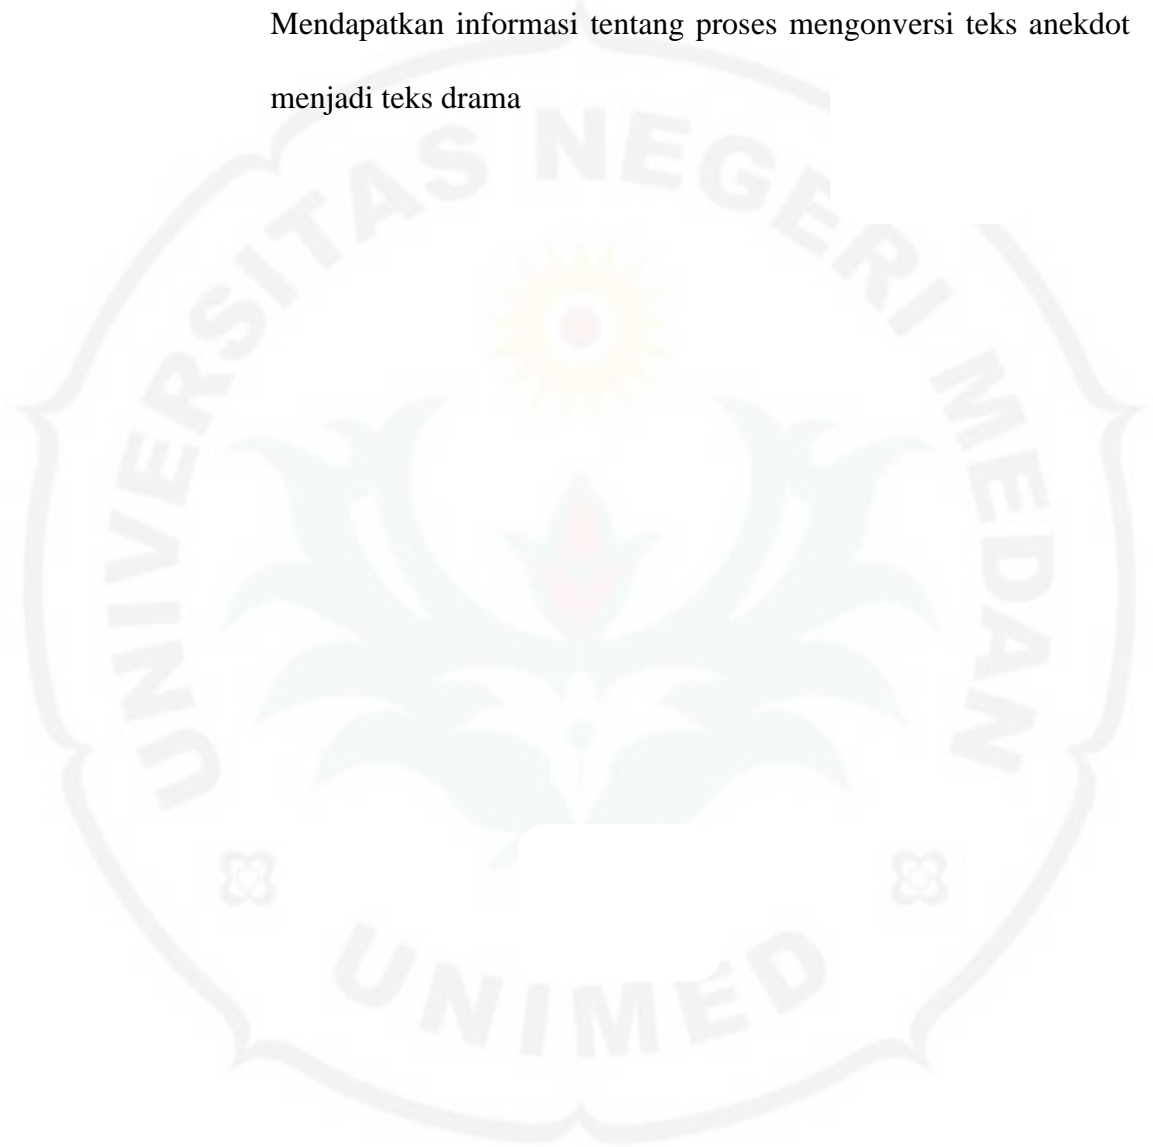 Mendapatkan informasi tentang proses mengonversi teks anekdot
menjadi teks drama
UNIVERSITAS NEGERI MEDAN
UNIMED